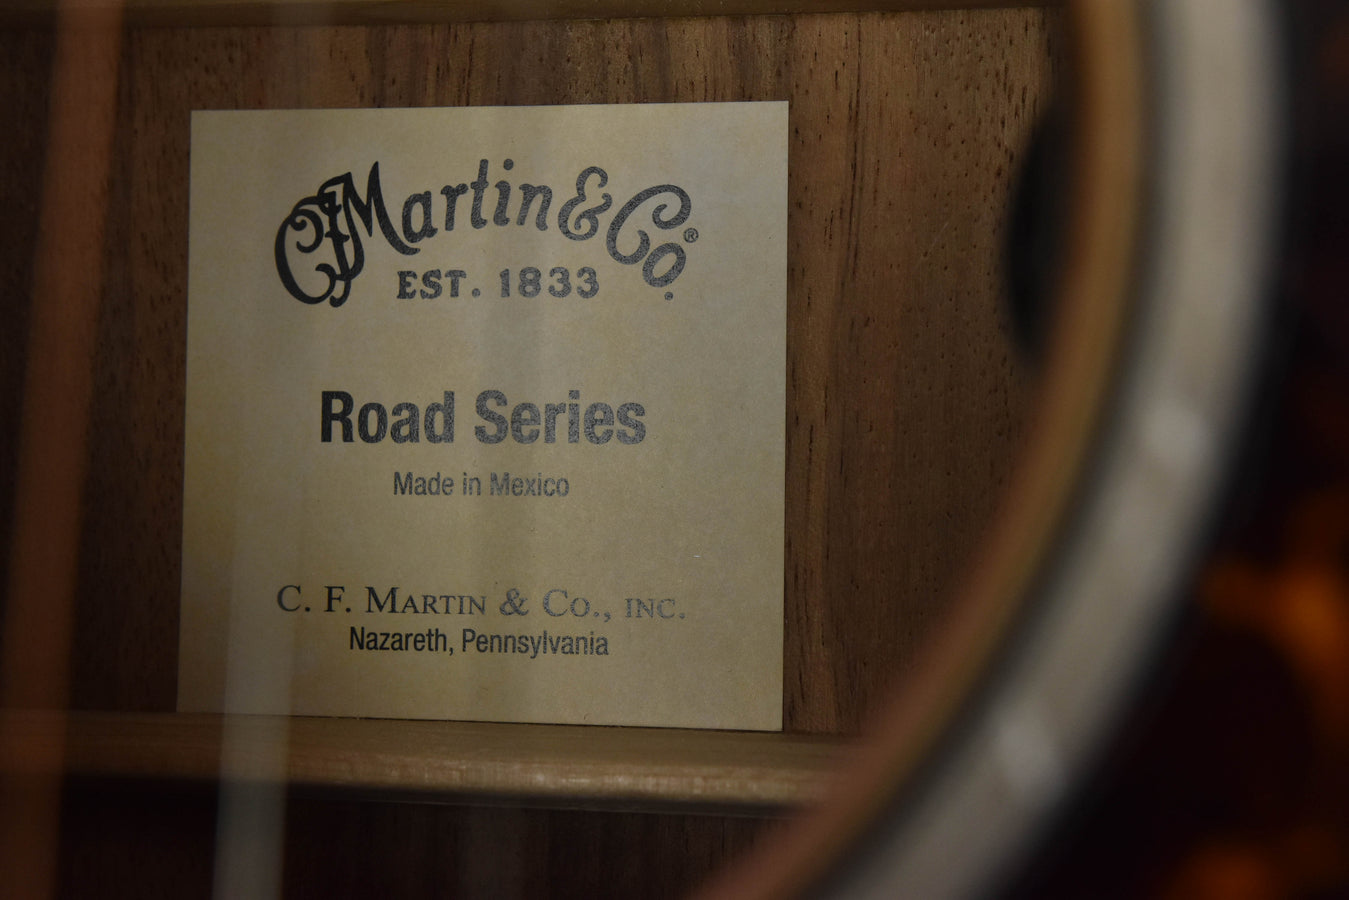 CFMartin & Co.®
EST. 1833
Road Series
Made in Mexico
C. F. MARTIN & CO., INC.
Nazareth, Pennsylvania